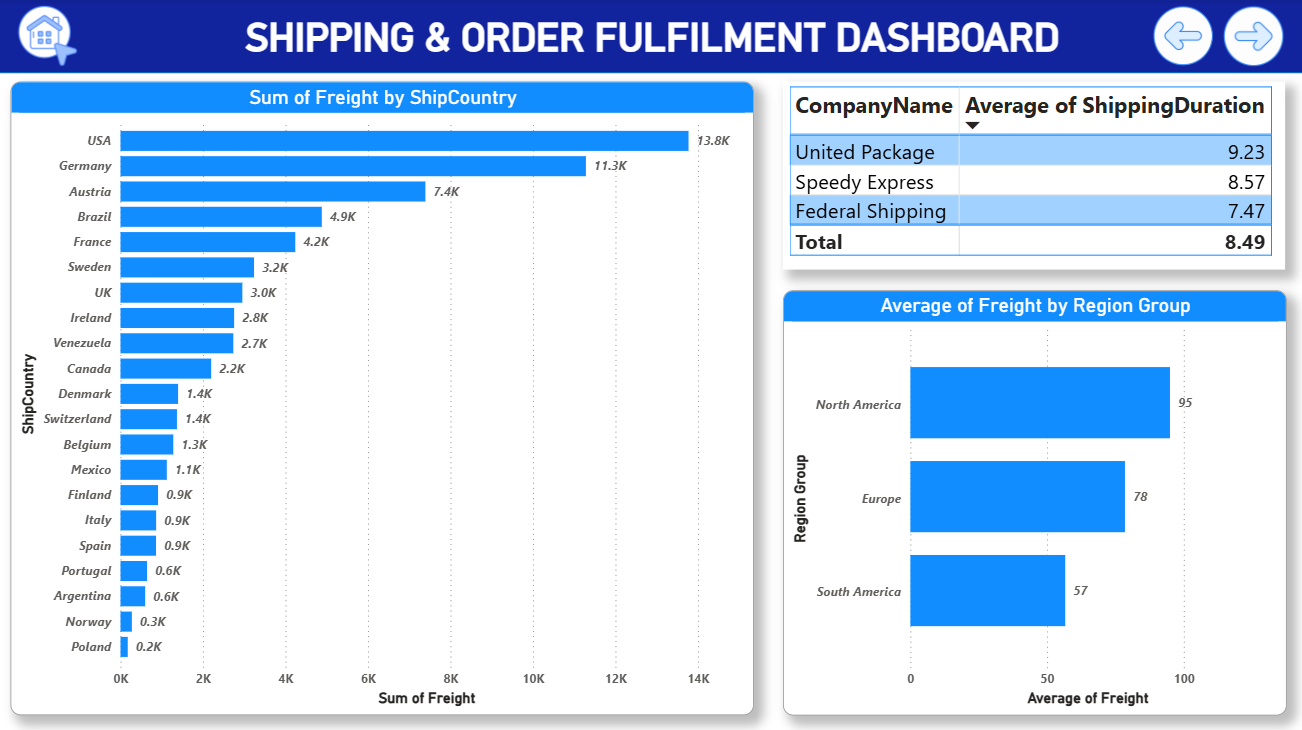 SHIPPING & ORDER FULFILMENT DASHBOARD
Sum of Freight by ShipCountry
ShipCountry
USA 13.8K
Germany 11.3K
Austria 7.4K
Brazil 4.9K
France 4.2K
Sweden 3.2K
UK 3.0K
Ireland 2.8K
Venezuela 2.7K
Canada 2.2K
Denmark 1.4K
Switzerland 1.4K
Belgium 1.3K
Mexico 1.1K
Finland 0.9K
Italy 0.9K
Spain 0.9K
Portugal 0.6K
Argentina 0.6K
Norway 0.3K
Poland 0.2K
0K 2K 4K 6K 8K 10K 12K 14K
Sum of Freight
CompanyName Average of ShippingDuration
United Package 9.23
Speedy Express 8.57
Federal Shipping 7.47
Total 8.49
Average of Freight by Region Group
Region Group
North America 95
Europe 78
South America 57
0 50 100
Average of Freight